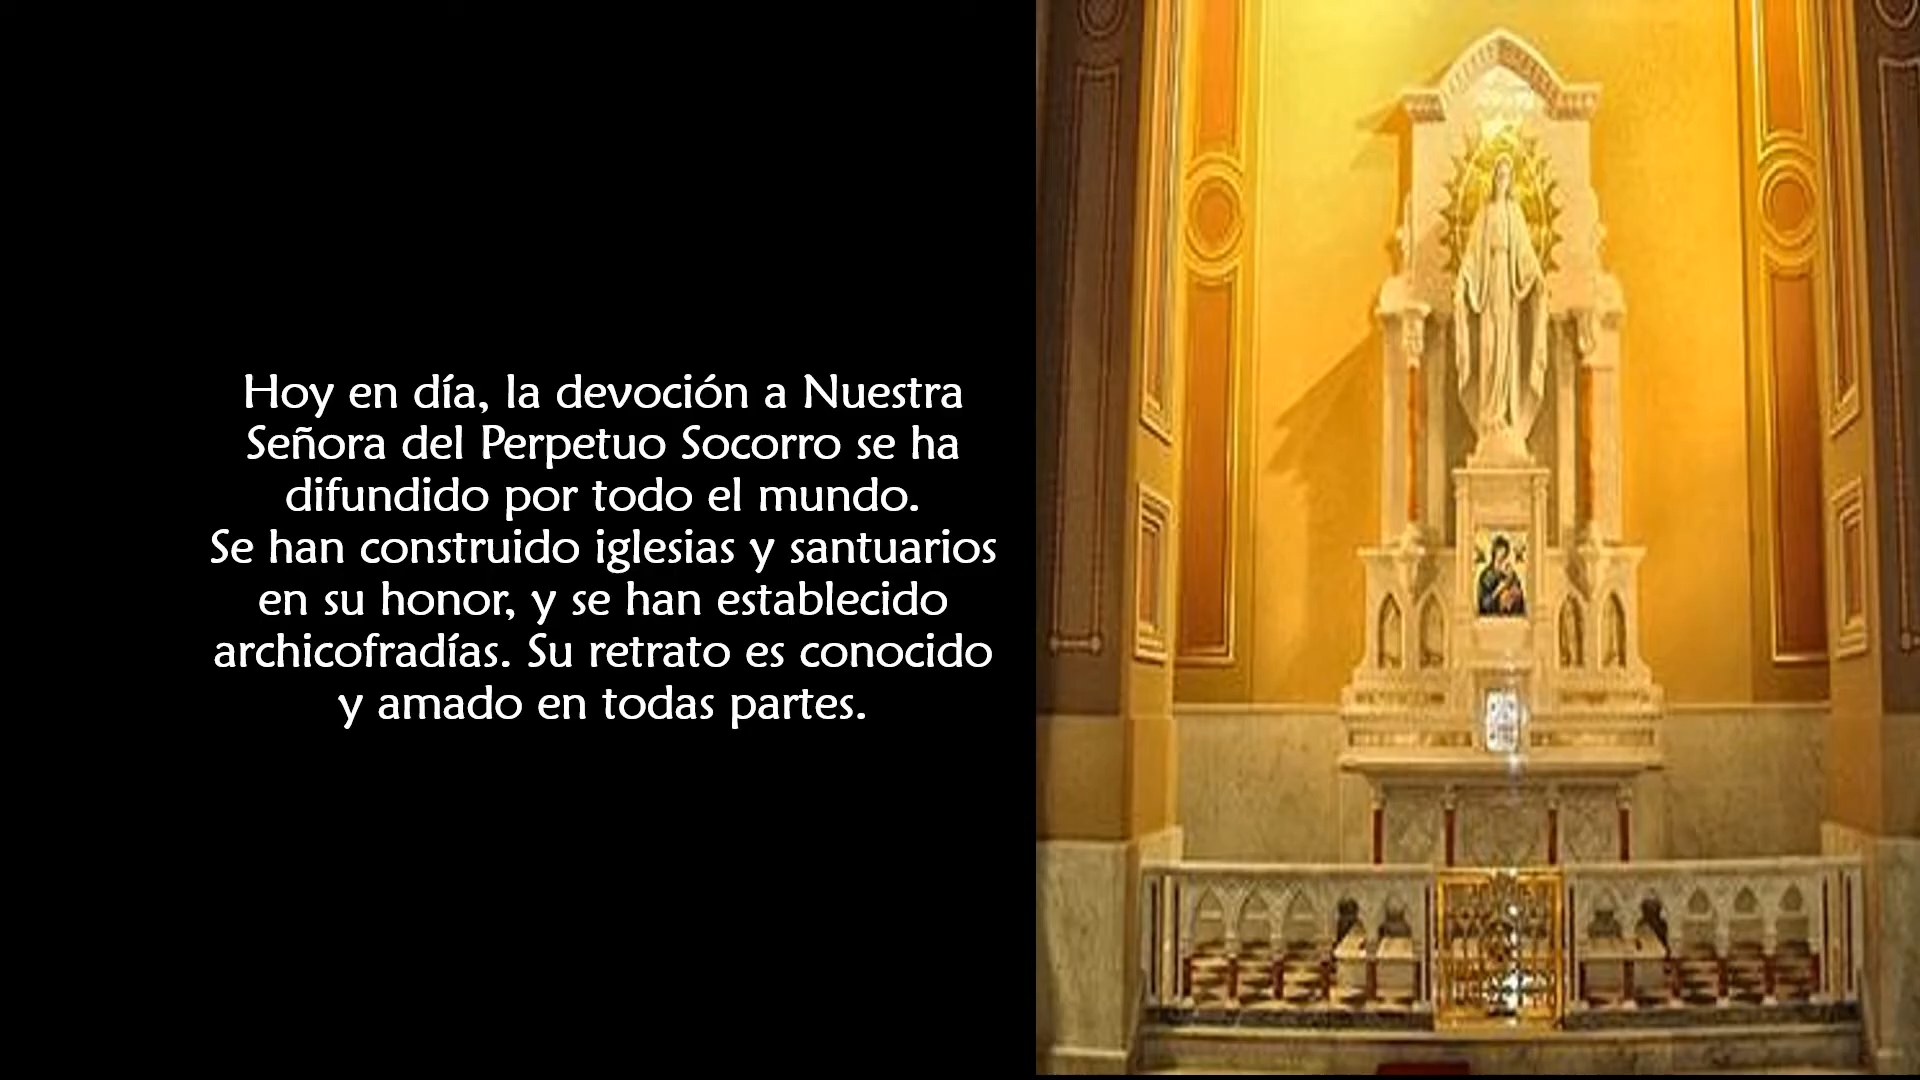 Hoy en día, la devoción a Nuestra
Señora del Perpetuo Socorro se ha
difundido por todo el mundo.
Se han construido iglesias y santuarios
en su honor, y se han establecido
archicofradías. Su retrato es conocido
y amado en todas partes.